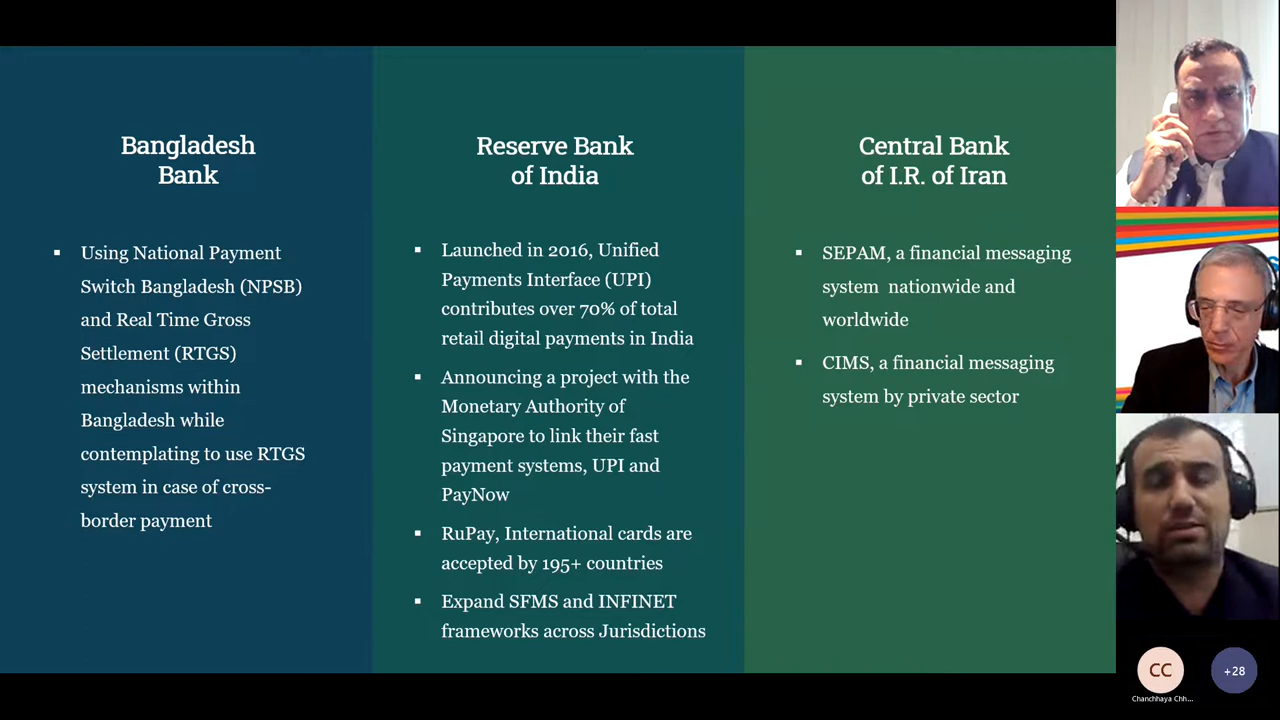 Bangladesh
Bank
Using National Payment
Switch Bangladesh (NPSB)
and Real Time Gross
Settlement (RTGS)
mechanisms within
Bangladesh while
contemplating to use RTGS
system in case of cross-
border payment
Reserve Bank
of India
Launched in 2016, Unified
Payments Interface (UPI)
contributes over 70% of total
retail digital payments in India
Announcing a project with the
Monetary Authority of
Singapore to link their fast
payment systems, UPI and
PayNow
RuPay, International cards are
accepted by 195+ countries
Expand SFMS and INFINET
frameworks across Jurisdictions
Central Bank
of I.R. of Iran
SEPAM, a financial messaging
system nationwide and
worldwide
CIMS, a financial messaging
system by private sector
CC
Chanchhaya Chh...
+28